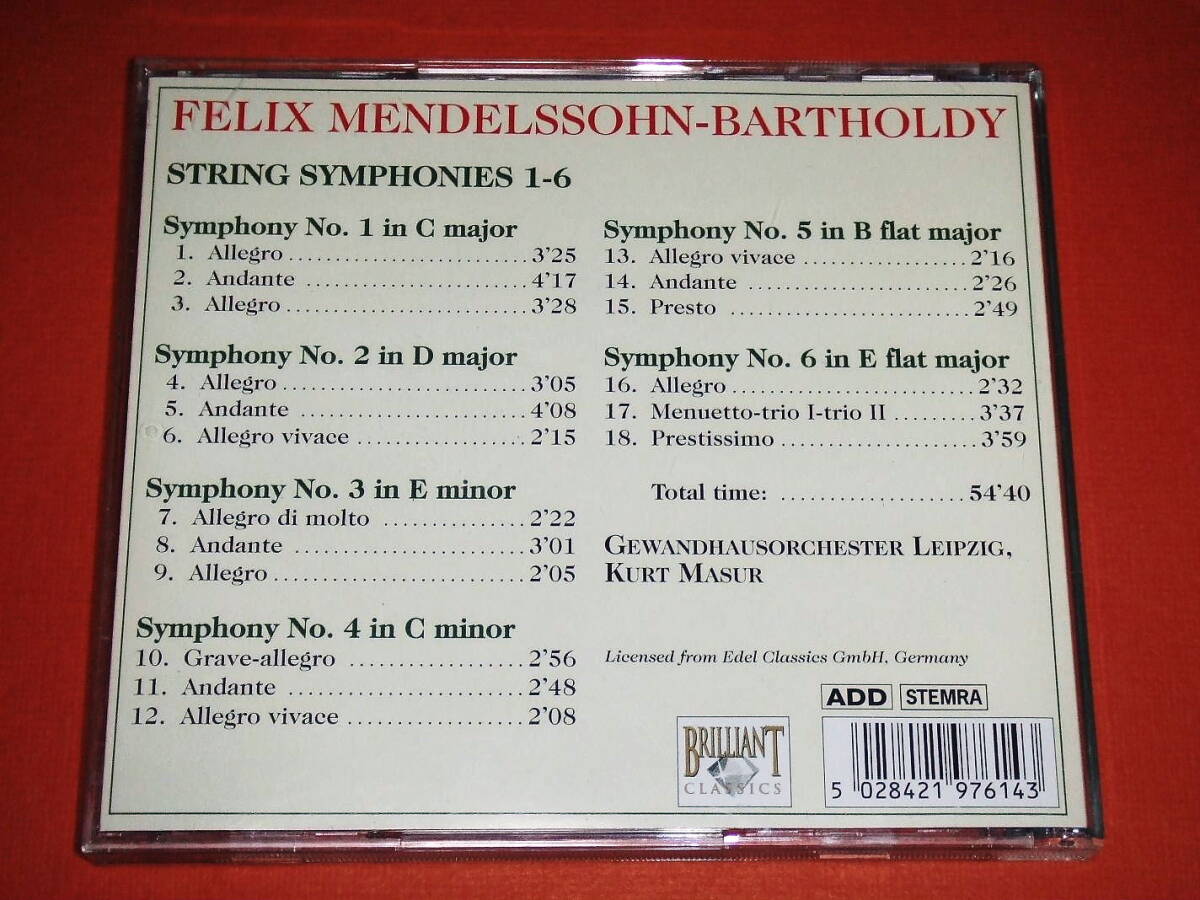 FELIX MENDELSSOHN-BARTHOLDY
STRING SYMPHONIES 1-6
Symphony No. 1 in C major
1. Allegro ........................ 3’25
2. Andante ...................... 4’17
3. Allegro ........................ 3’28
Symphony No. 2 in D major
4. Allegro ........................ 3’05
5. Andante ...................... 4’08
6. Allegro vivace ................ 2’15
Symphony No. 3 in E minor
7. Allegro di molto .............. 2’22
8. Andante ...................... 3’01
9. Allegro ........................ 2’05
Symphony No. 4 in C minor
10. Grave-allegro ................ 2’56
11. Andante ...................... 2’48
12. Allegro vivace ................ 2’08
Symphony No. 5 in B flat major
13. Allegro vivace ................ 2’16
14. Andante ...................... 2’26
15. Presto ........................ 2’49
Symphony No. 6 in E flat major
16. Allegro ........................ 2’32
17. Menuetto-trio I-trio II ........ 3’37
18. Prestissimo .................. 3’59
Total time: .................. 54’40
GEWANDHAUSORCHESTER LEIPZIG,
KURT MASUR
Licensed from Edel Classics GmbH, Germany
ADD STEMRA
BRILLIANT
CLASSICS
5 028421 976143